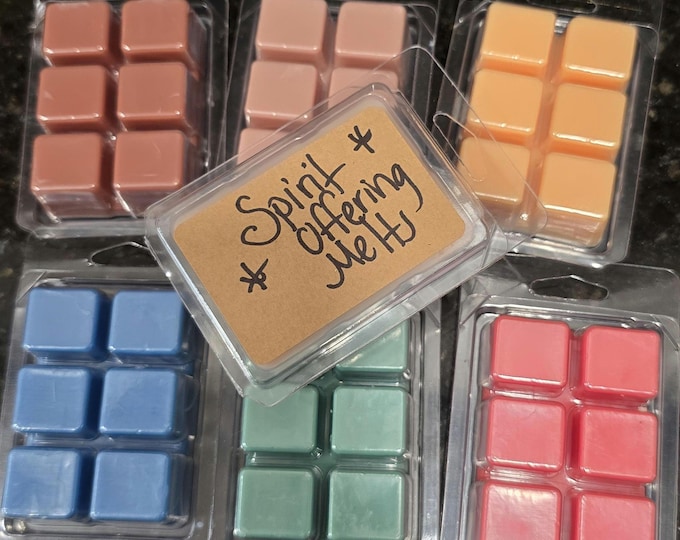 * Spirit *
offering
* Melts